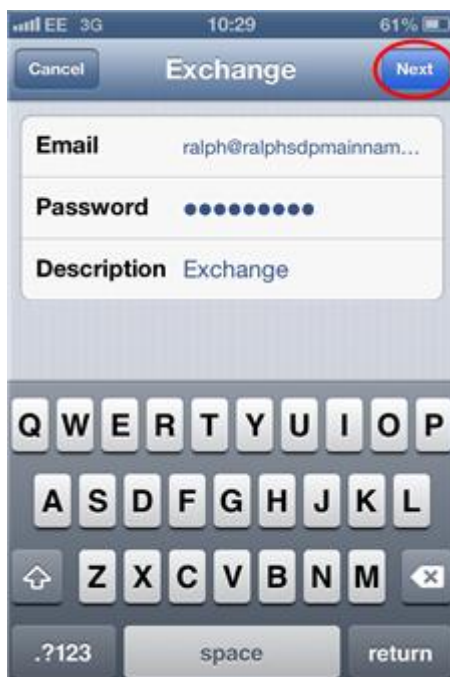 EE 3G 10:29 61%
Cancel Exchange Next
Email ralph@ralphsdpmainnam...
Password ●●●●●●●●●
Description Exchange
Q W E R T Y U I O P
A S D F G H J K L
Z X C V B N M
.?123 space return